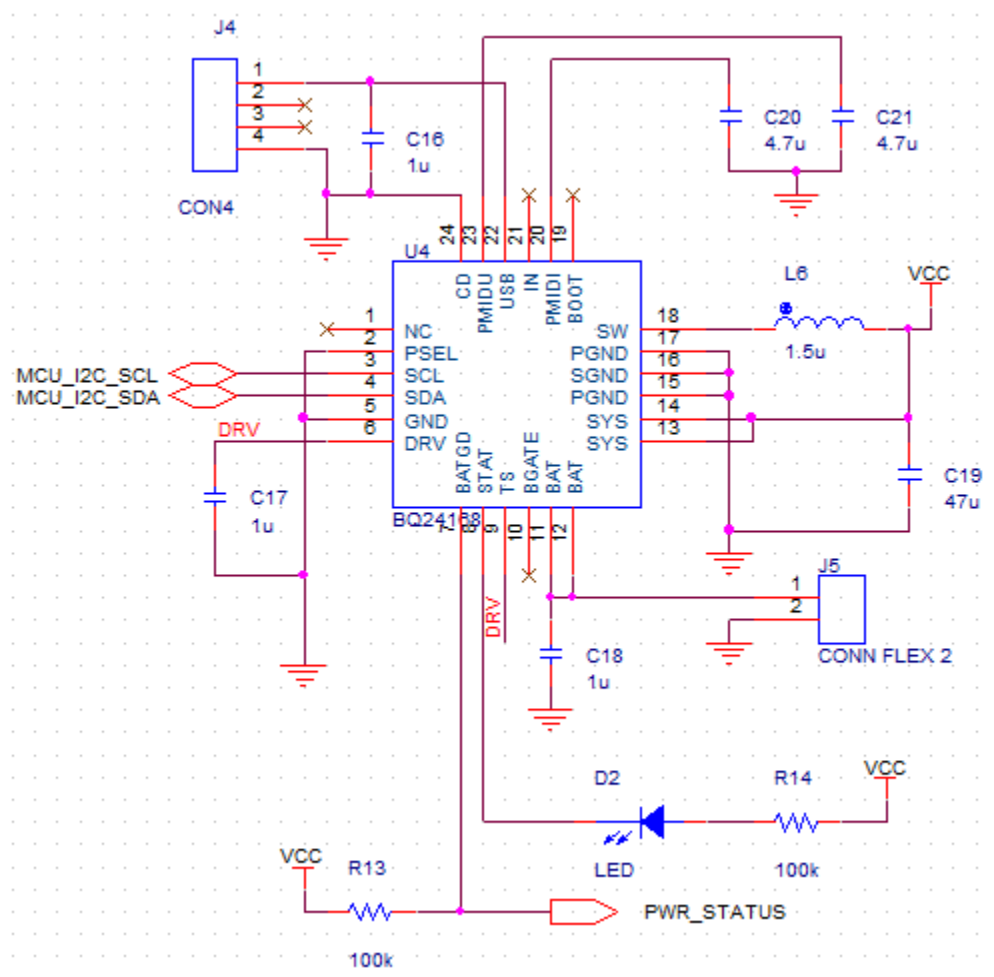 J4
1
2
3
4
CON4
C16
1u
C20
4.7u
C21
4.7u
24
23
22
21
20
19
U4
CD
PMIDU
USB
IN
PMIDI
BOOT
1
2
3
4
5
6
NC
PSEL
SCL
SDA
GND
DRV
SW
PGND
SGND
PGND
SYS
SYS
18
17
16
15
14
13
L6
1.5u
VCC
MCU_I2C_SCL
MCU_I2C_SDA
DRV
C17
1u
BATGD
STAT
TS
BGATE
BAT
BAT
BQ24168
7
8
9
10
11
12
C19
47u
J5
1
2
CONN FLEX 2
DRV
C18
1u
D2
LED
R14
100k
VCC
VCC
R13
100k
PWR_STATUS